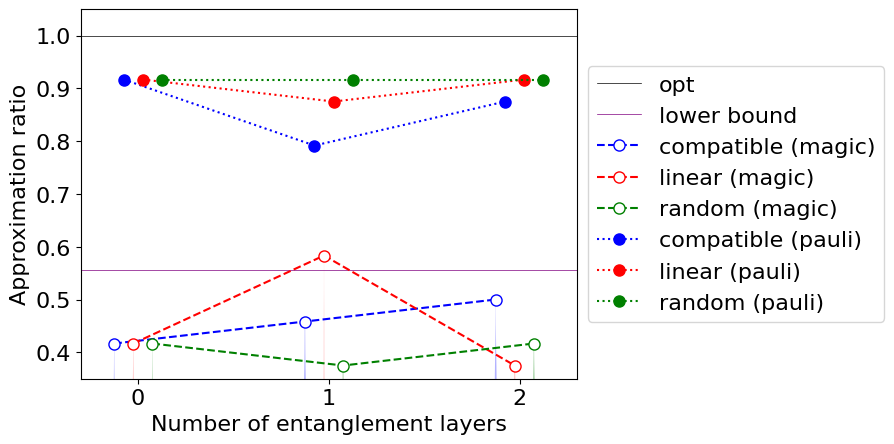 1.0
0.9
0.8
0.7
0.6
0.5
0.4
Approximation ratio
0 1 2
Number of entanglement layers
opt
lower bound
compatible (magic)
linear (magic)
random (magic)
compatible (pauli)
linear (pauli)
random (pauli)